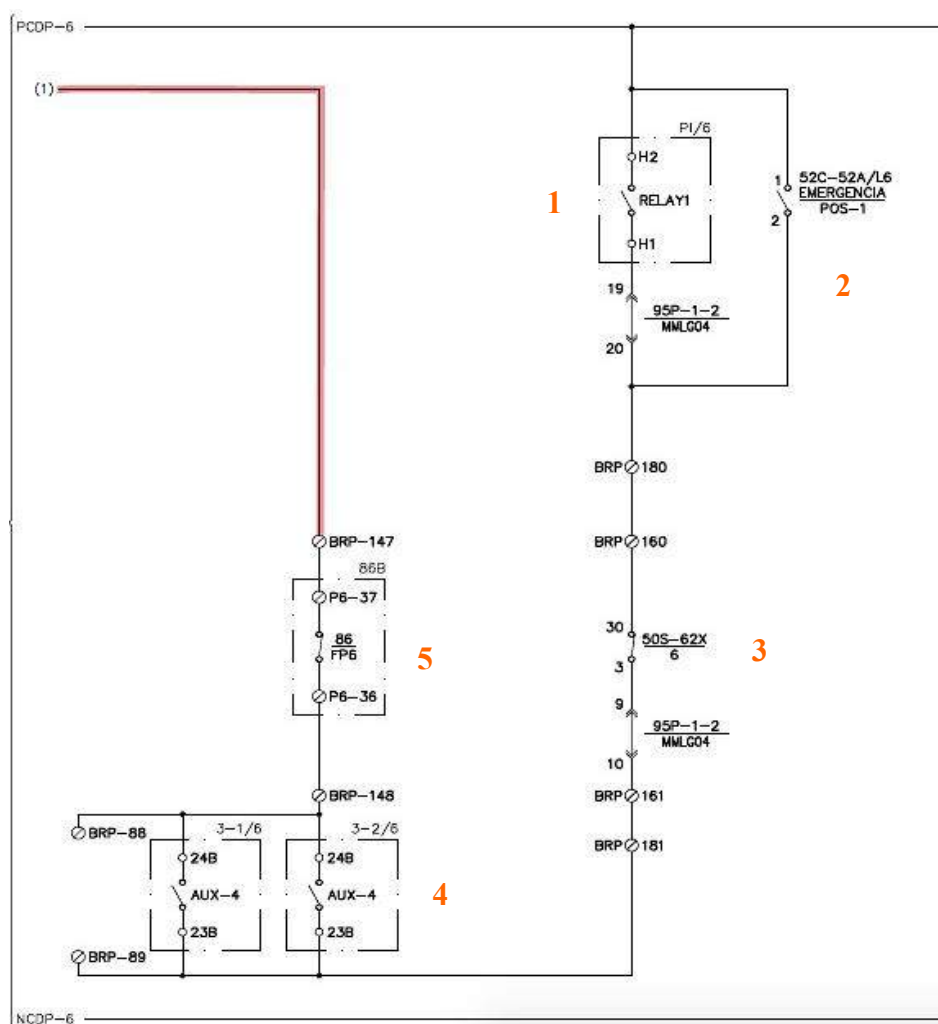 PCDP-6
(1)
PI/6
H2
RELAY1
H1
1
1
2
52C-52A/L6
EMERGENCIA
POS-1
2
19
95P-1-2
MMLG04
20
BRP 180
BRP-147
BRP 160
86B
P6-37
86
FP6
P6-36
5
30
50S-62X
6
3
3
9
95P-1-2
MMLG04
10
BRP-148
BRP 161
BRP-88
3-1/6
3-2/6
BRP 181
24B
24B
AUX-4
AUX-4
4
23B
23B
BRP-89
NCDP-6